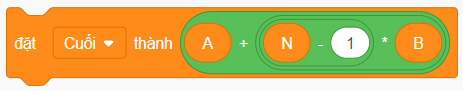 đặt Cuối thành A + N - 1 * B